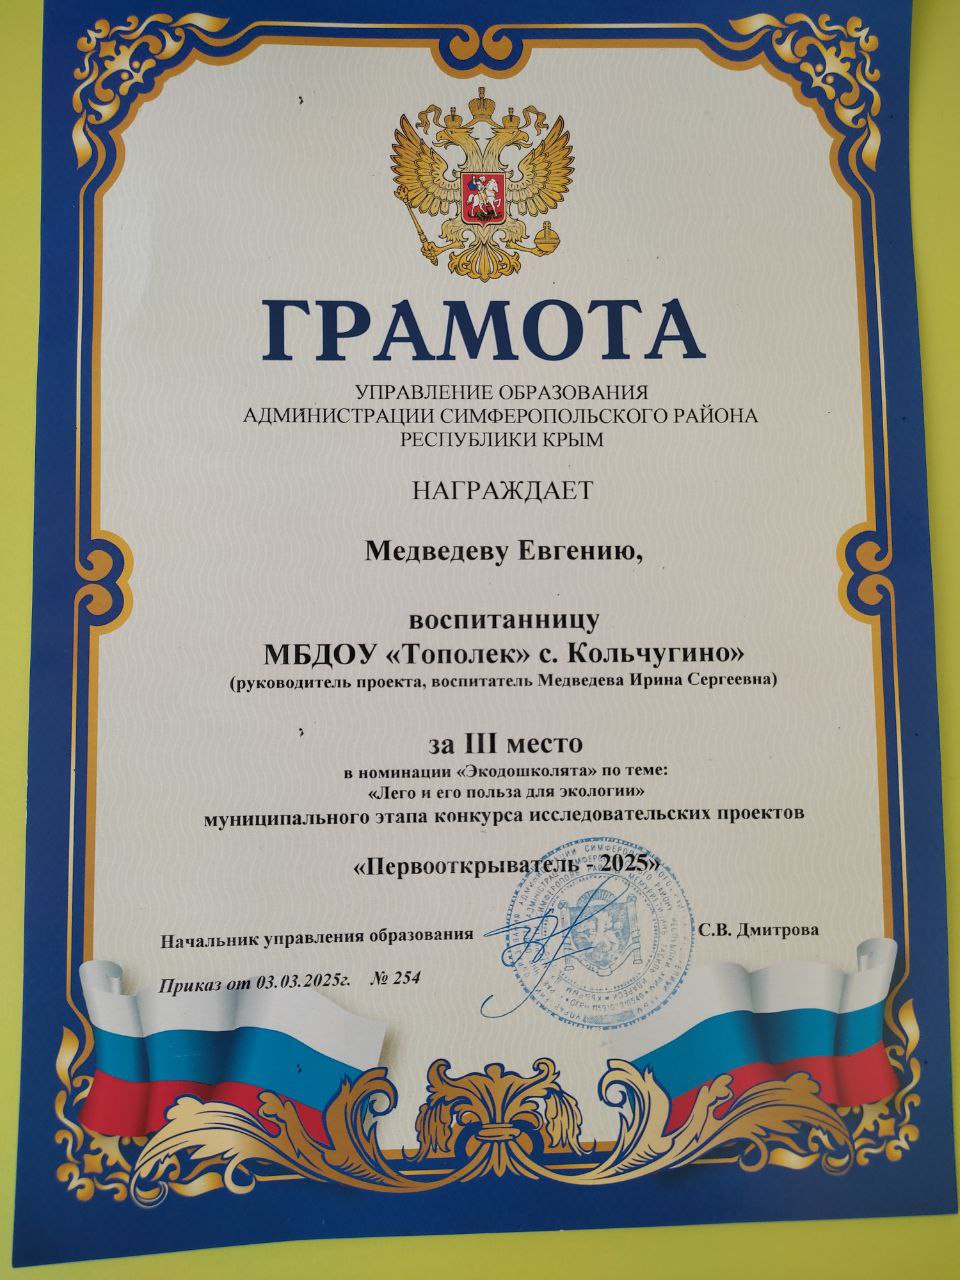 ГРАМОТА
УПРАВЛЕНИЕ ОБРАЗОВАНИЯ
АДМИНИСТРАЦИИ СИМФЕРОПОЛЬСКОГО РАЙОНА
РЕСПУБЛИКИ КРЫМ
НАГРАЖДАЕТ
Медведеву Евгению,
воспитанницу
МБДОУ «Тополек» с. Кольчугино»
(руководитель проекта, воспитатель Медведева Ирина Сергеевна)
за III место
в номинации «Экодошколята» по теме:
«Лего и его польза для экологии»
муниципального этапа конкурса исследовательских проектов
«Первооткрыватель - 2025»
Начальник управления образования С.В. Дмитрова
Приказ от 03.03.2025г. № 254